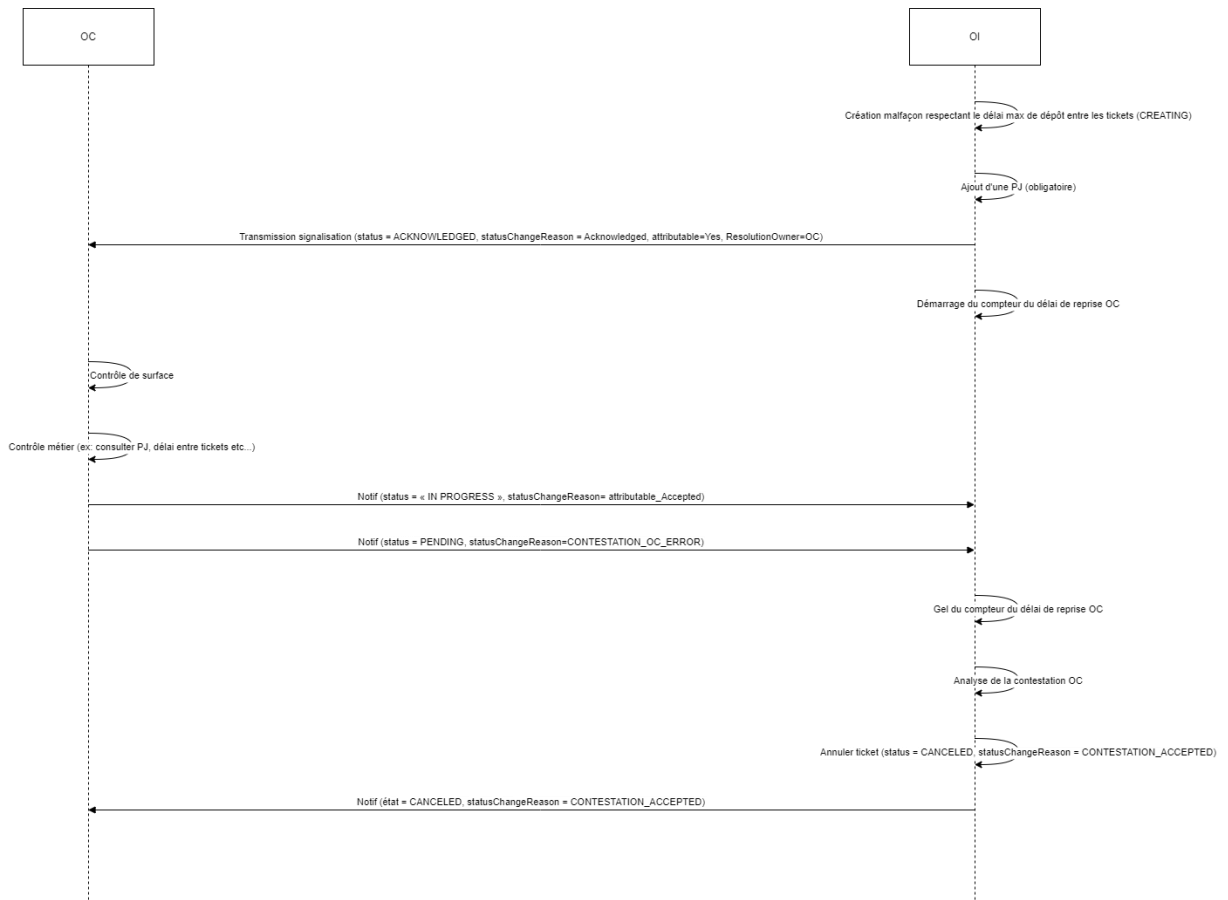 OC
OI
Création malfaçon respectant le délai max de dépôt entre les tickets (CREATING)
Ajout d'une PJ (obligatoire)
Transmission signalisation (status = ACKNOWLEDGED, statusChangeReason = Acknowledged, attributable=Yes, ResolutionOwner=OC)
Démarrage du compteur du délai de reprise OC
Contrôle de surface
Contrôle métier (ex: consulter PJ, délai entre tickets etc...)
Notif (status = « IN PROGRESS », statusChangeReason= attributable_Accepted)
Notif (status = PENDING, statusChangeReason=CONTESTATION_OC_ERROR)
Gel du compteur du délai de reprise OC
Analyse de la contestation OC
Annuler ticket (status = CANCELED, statusChangeReason = CONTESTATION_ACCEPTED)
Notif (état = CANCELED, statusChangeReason = CONTESTATION_ACCEPTED)